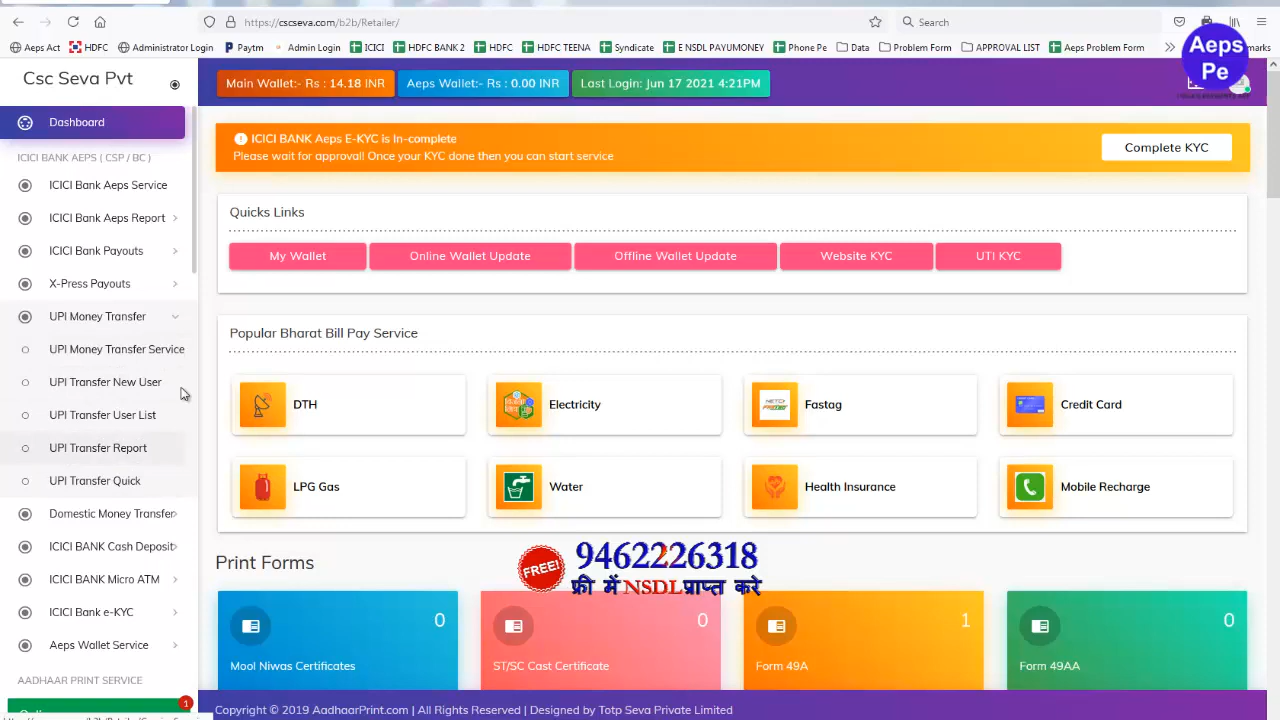 https://cscseva.com/b2b/Retailer/
Search
Aeps Act
HDFC
Administrator Login
Paytm
Admin Login
ICICI
HDFC BANK 2
HDFC
HDFC TEENA
Syndicate
E NSDL PAYUMONEY
Phone Pe
Data
Problem Form
APPROVAL LIST
Aeps Problem Form
Aeps
Pe
Csc Seva Pvt
Main Wallet:- Rs : 14.18 INR
Aeps Wallet:- Rs : 0.00 INR
Last Login: Jun 17 2021 4:21PM
Dashboard
ICICI BANK AEPS ( CSP / BC )
ICICI Bank Aeps Service
ICICI Bank Aeps Report
ICICI Bank Payouts
X-Press Payouts
UPI Money Transfer
UPI Money Transfer Service
UPI Transfer New User
UPI Transfer User List
UPI Transfer Report
UPI Transfer Quick
Domestic Money Transfer
ICICI BANK Cash Deposit
ICICI BANK Micro ATM
ICICI Bank e-KYC
Aeps Wallet Service
AADHAAR PRINT SERVICE
1
ICICI BANK Aeps E-KYC is In-complete
Please wait for approval! Once your KYC done then you can start service
Complete KYC
Quicks Links
My Wallet
Online Wallet Update
Offline Wallet Update
Website KYC
UTI KYC
Popular Bharat Bill Pay Service
DTH
Electricity
Fastag
Credit Card
LPG Gas
Water
Health Insurance
Mobile Recharge
Print Forms
FREE!
9462226318
फ्री में NSDL प्राप्त करे
0
Mool Niwas Certificates
0
ST/SC Cast Certificate
1
Form 49A
0
Form 49AA
Copyright © 2019 AadhaarPrint.com | All Rights Reserved | Designed by Totp Seva Private Limited